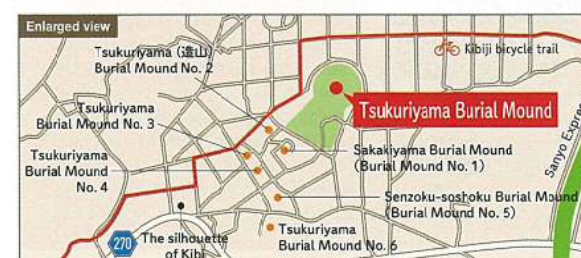 Enlarged view
Tsukuriyama (造山)
Burial Mound No. 2
Kibiji bicycle trail
Tsukuriyama Burial Mound
Tsukuriyama
Burial Mound No. 3
Tsukuriyama
Burial Mound
No. 4
Sakakiyama Burial Mound
(Burial Mound No. 1)
Sanyo Expre
Senzoku-soshoku Burial Mound
(Burial Mound No. 5)
270
The silhouette
of Kibi
Tsukuriyama
Burial Mound No. 6